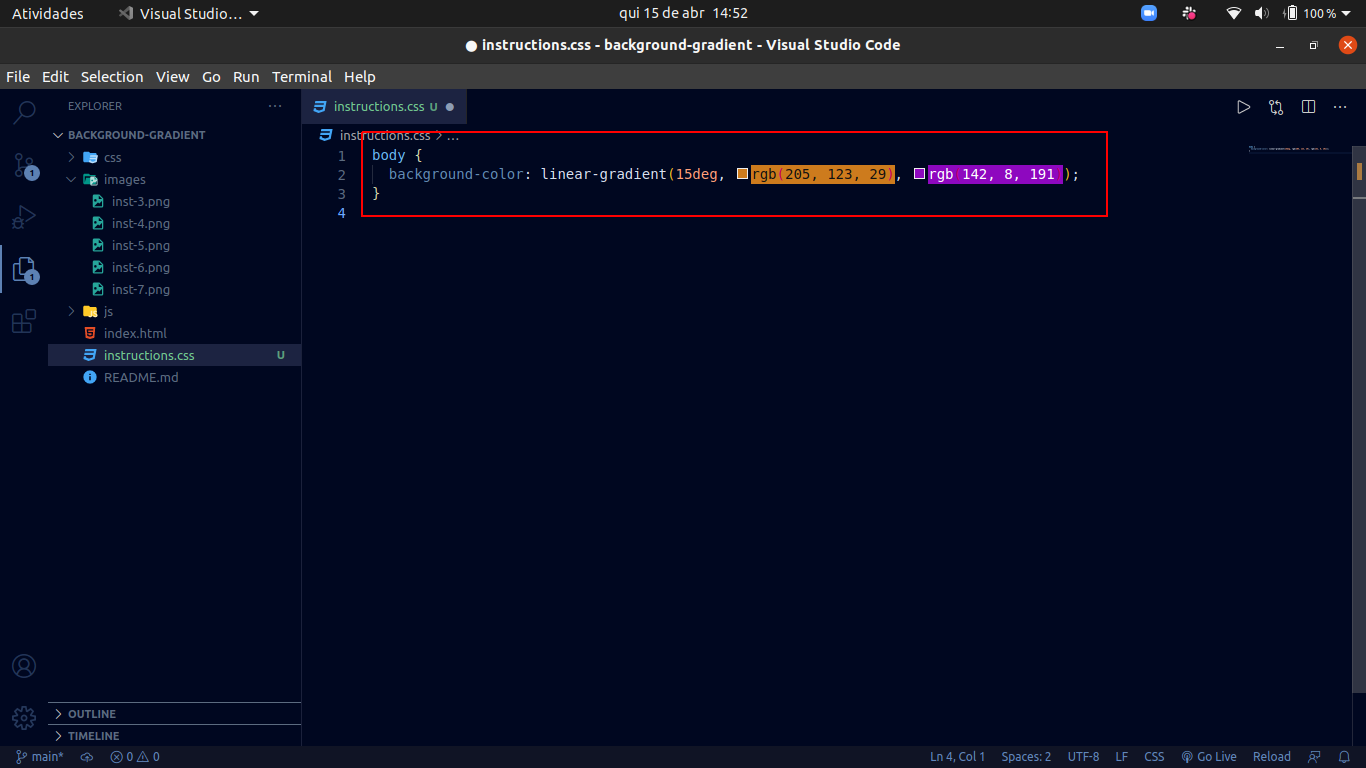 Atividades Visual Studio… qui 15 de abr 14:52 100 %
● instructions.css - background-gradient - Visual Studio Code
File Edit Selection View Go Run Terminal Help
EXPLORER ···
BACKGROUND-GRADIENT
css
images
inst-3.png
inst-4.png
inst-5.png
inst-6.png
inst-7.png
js
index.html
instructions.css U
README.md
OUTLINE
TIMELINE
instructions.css U ●
instructions.css > ...
1 body {
2 background-color: linear-gradient(15deg, rgb(205, 123, 29), rgb 142, 8, 191 );
3 }
4
1
1
main* 0 0 Ln 4, Col 1 Spaces: 2 UTF-8 LF CSS Go Live Reload